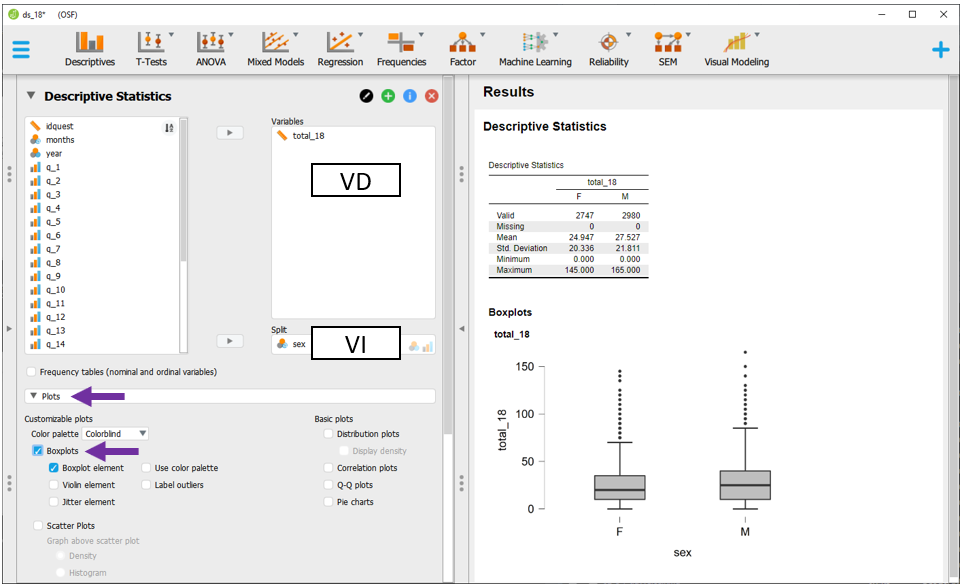 ds_18* (OSF)
Descriptives T-Tests ANOVA Mixed Models Regression Frequencies Factor Machine Learning Reliability SEM Visual Modeling
Descriptive Statistics
idquest
months
year
q_1
q_2
q_3
q_4
q_5
q_6
q_7
q_8
q_9
q_10
q_11
q_12
q_13
q_14
Variables
total_18
VD
Split
sex
VI
Frequency tables (nominal and ordinal variables)
Plots
Customizable plots
Color palette Colorblind
Boxplots
Boxplot element Use color palette
Violin element Label outliers
Jitter element
Scatter Plots
Graph above scatter plot
Density
Histogram
Basic plots
Distribution plots
Display density
Correlation plots
Q-Q plots
Pie charts
Results
Descriptive Statistics
Descriptive Statistics
total_18
F M
Valid 2747 2980
Missing 0 0
Mean 24.947 27.527
Std. Deviation 20.336 21.811
Minimum 0.000 0.000
Maximum 145.000 165.000
Boxplots
total_18
150
100
50
0
total_18
F M
sex